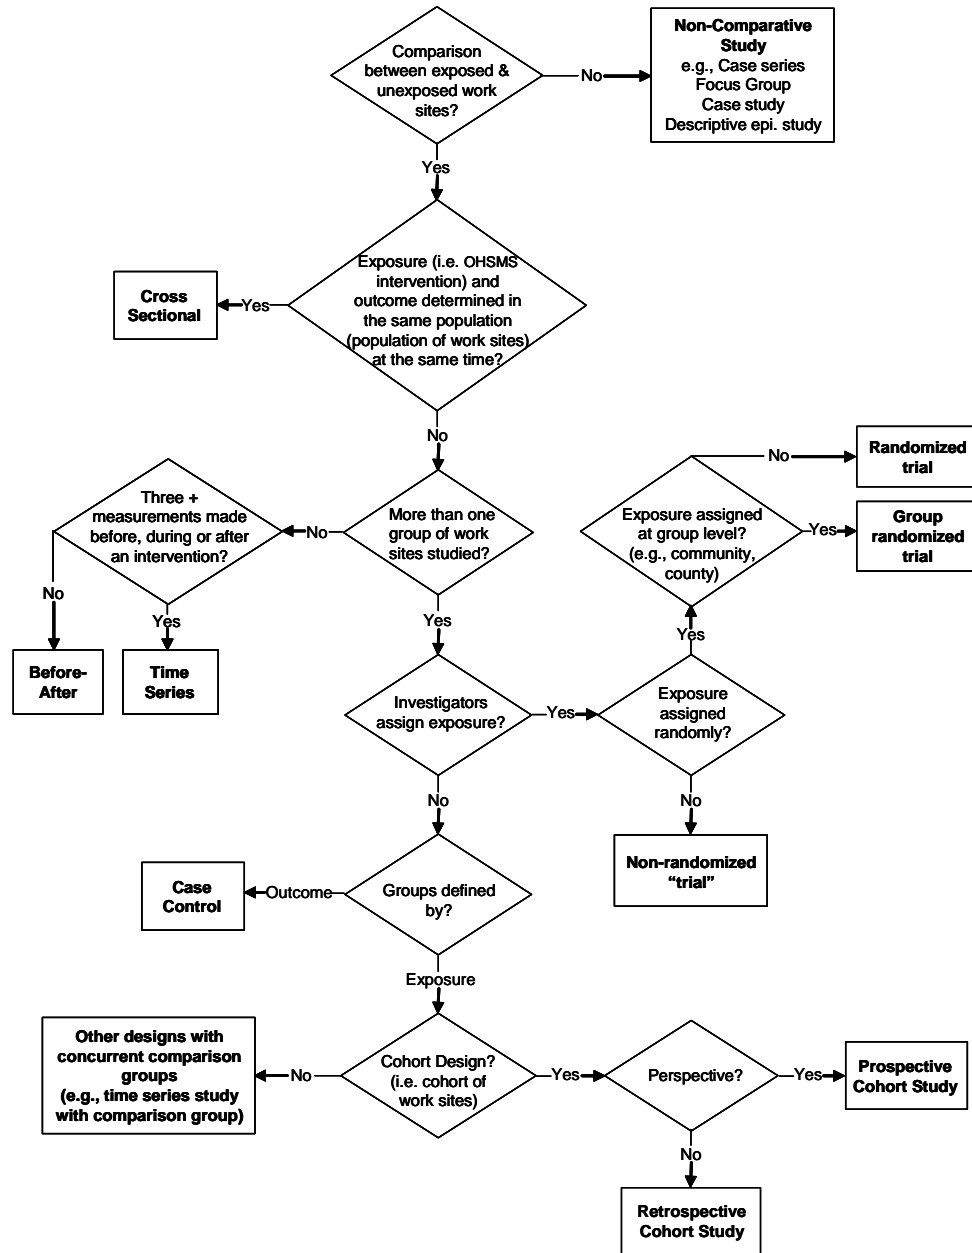 Comparison
between exposed &
unexposed work
sites?
No
Non-Comparative
Study
e.g., Case series
Focus Group
Case study
Descriptive epi. study
Yes
Exposure (i.e. OHSMS
intervention) and
outcome determined in
the same population
(population of work sites)
at the same time?
Yes
Cross
Sectional
No
More than one
group of work
sites studied?
No
Three +
measurements made
before, during or after
an intervention?
No
Before-
After
Yes
Time
Series
Yes
Investigators
assign exposure?
Yes
Exposure
assigned
randomly?
Yes
Exposure assigned
at group level?
(e.g., community,
county)
No
Randomized
trial
Yes
Group
randomized
trial
No
Non-randomized
“trial”
No
Groups defined
by?
Outcome
Case
Control
Exposure
Cohort Design?
(i.e. cohort of
work sites)
No
Other designs with
concurrent comparison
groups
(e.g., time series study
with comparison group)
Yes
Perspective?
Yes
Prospective
Cohort Study
No
Retrospective
Cohort Study